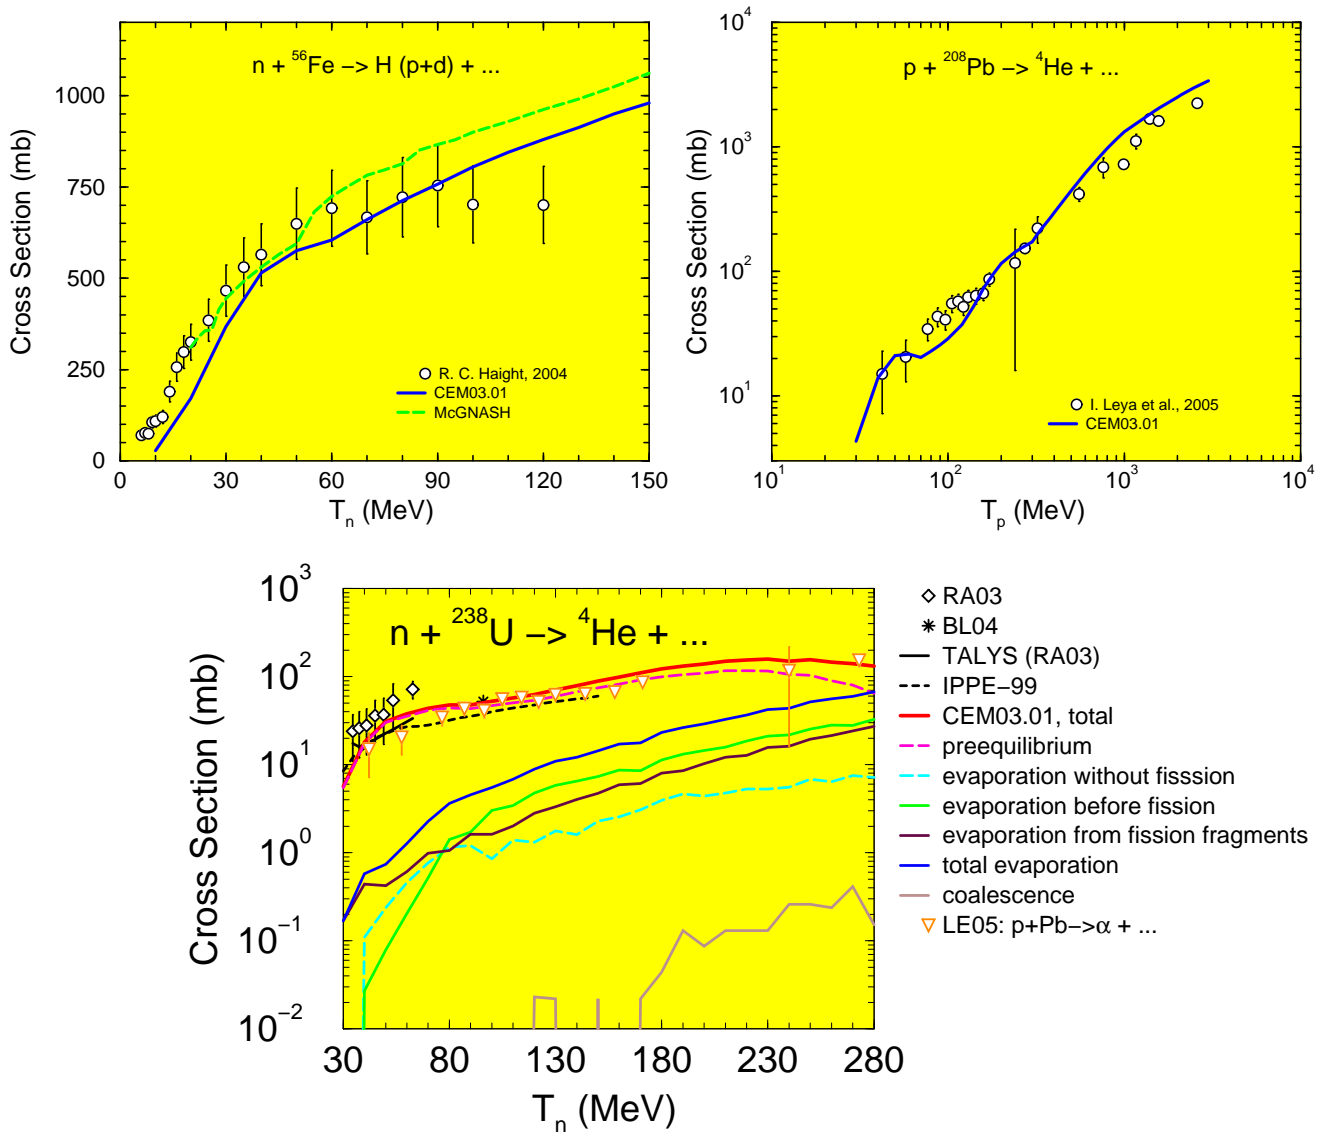 n + ⁵⁶Fe −> H (p+d) + ...
Cross Section (mb)
1000
750
500
250
0
0 30 60 90 120 150
Tₙ (MeV)
R. C. Haight, 2004
CEM03.01
McGNASH
p + ²⁰⁸Pb −> ⁴He + ...
Cross Section (mb)
10⁴
10³
10²
10¹
10¹ 10² 10³ 10⁴
Tₚ (MeV)
I. Leya et al., 2005
CEM03.01
n + ²³⁸U −> ⁴He + ...
Cross Section (mb)
10³
10²
10¹
10⁰
10⁻¹
10⁻²
30 80 130 180 230 280
Tₙ (MeV)
RA03
BL04
TALYS (RA03)
IPPE−99
CEM03.01, total
preequilibrium
evaporation without fisssion
evaporation before fission
evaporation from fission fragments
total evaporation
coalescence
LE05: p+Pb−>α + ...